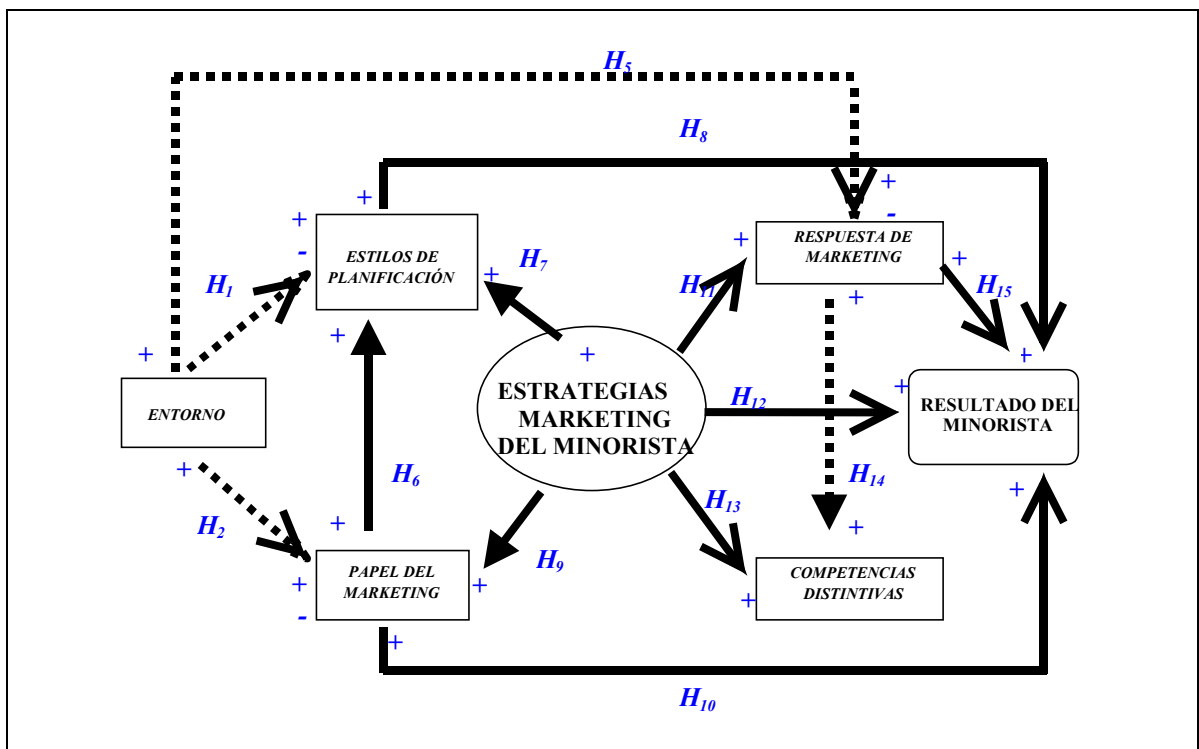 H5
H8
+
+
-
+
+
-
RESPUESTA DE
MARKETING
+
+
ESTILOS DE
PLANIFICACIÓN
+
H7
H1
H11
+
H15
+
+
+
+
ESTRATEGIAS
MARKETING
DEL MINORISTA
H12
+
RESULTADO DEL
MINORISTA
ENTORNO
+
H6
H13
H14
+
H2
+
+
H9
PAPEL DEL
MARKETING
+
+
-
COMPETENCIAS
DISTINTIVAS
+
+
H10